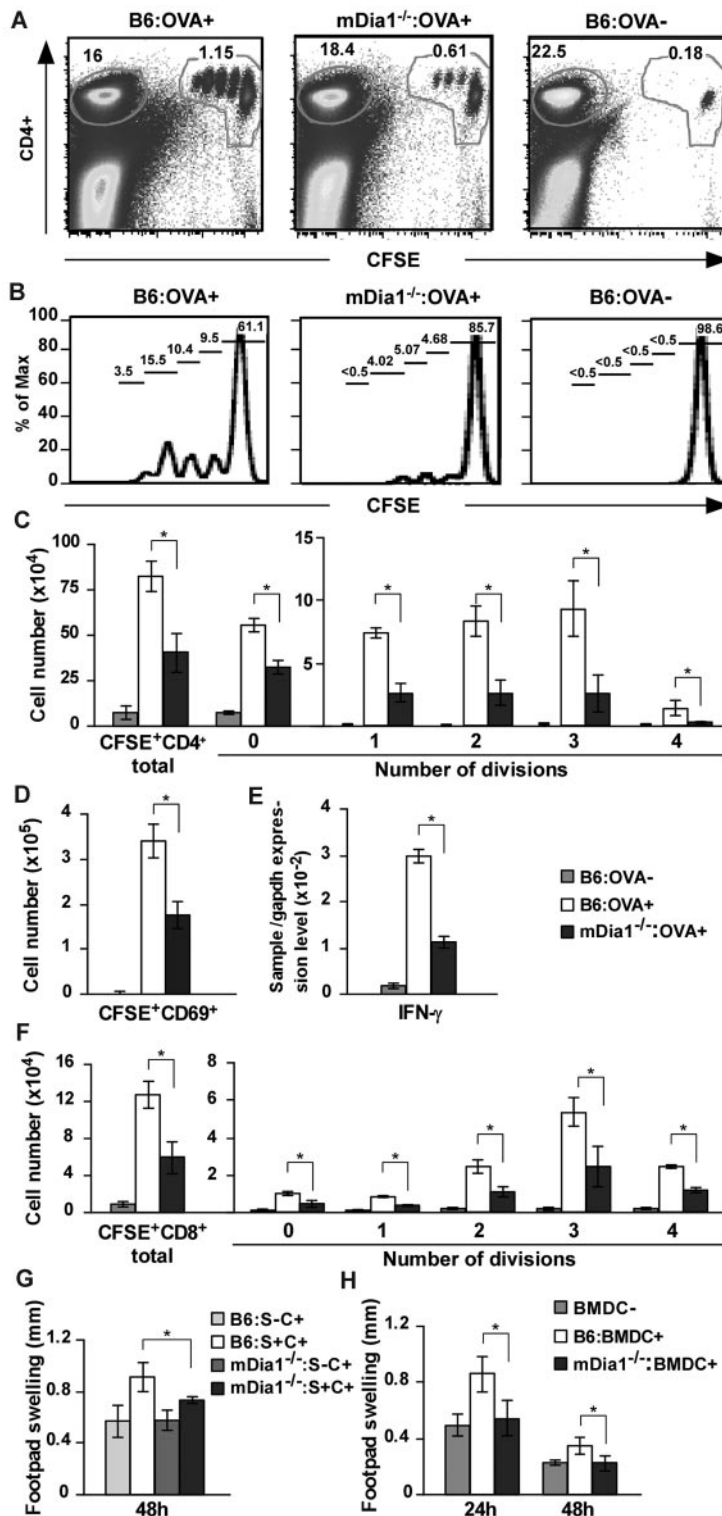 A
B6:OVA+
mDia1-/-:OVA+
B6:OVA-
16
1.15
18.4
0.61
22.5
0.18
CD4+
CFSE
B
B6:OVA+
mDia1-/-:OVA+
B6:OVA-
100
80
60
40
20
0
% of Max
3.5
15.5
10.4
9.5
61.1
<0.5
4.02
5.07
4.68
85.7
<0.5
<0.5
<0.5
<0.5
98.6
CFSE
C
Cell number (x10⁴)
100
75
50
25
0
15
10
5
0
*
*
*
*
*
*
CFSE⁺CD4⁺
total
0
1
2
3
4
Number of divisions
D
Cell number (x10⁵)
4
3
2
1
0
*
CFSE⁺CD69⁺
E
Sample/gapdh expres-
sion level (x10⁻²)
4
3
2
1
0
*
IFN-γ
B6:OVA-
B6:OVA+
mDia1-/-:OVA+
F
Cell number (x10⁴)
16
12
8
4
0
8
6
4
2
*
*
*
*
*
*
CFSE⁺CD8⁺
total
0
1
2
3
4
Number of divisions
G
Footpad swelling (mm)
1.2
0.8
0.4
0
*
48h
B6:S-C+
B6:S+C+
mDia1-/-:S-C+
mDia1-/-:S+C+
H
Footpad swelling (mm)
1.2
0.8
0.4
0
*
*
24h
48h
BMDC-
B6:BMDC+
mDia1-/-:BMDC+